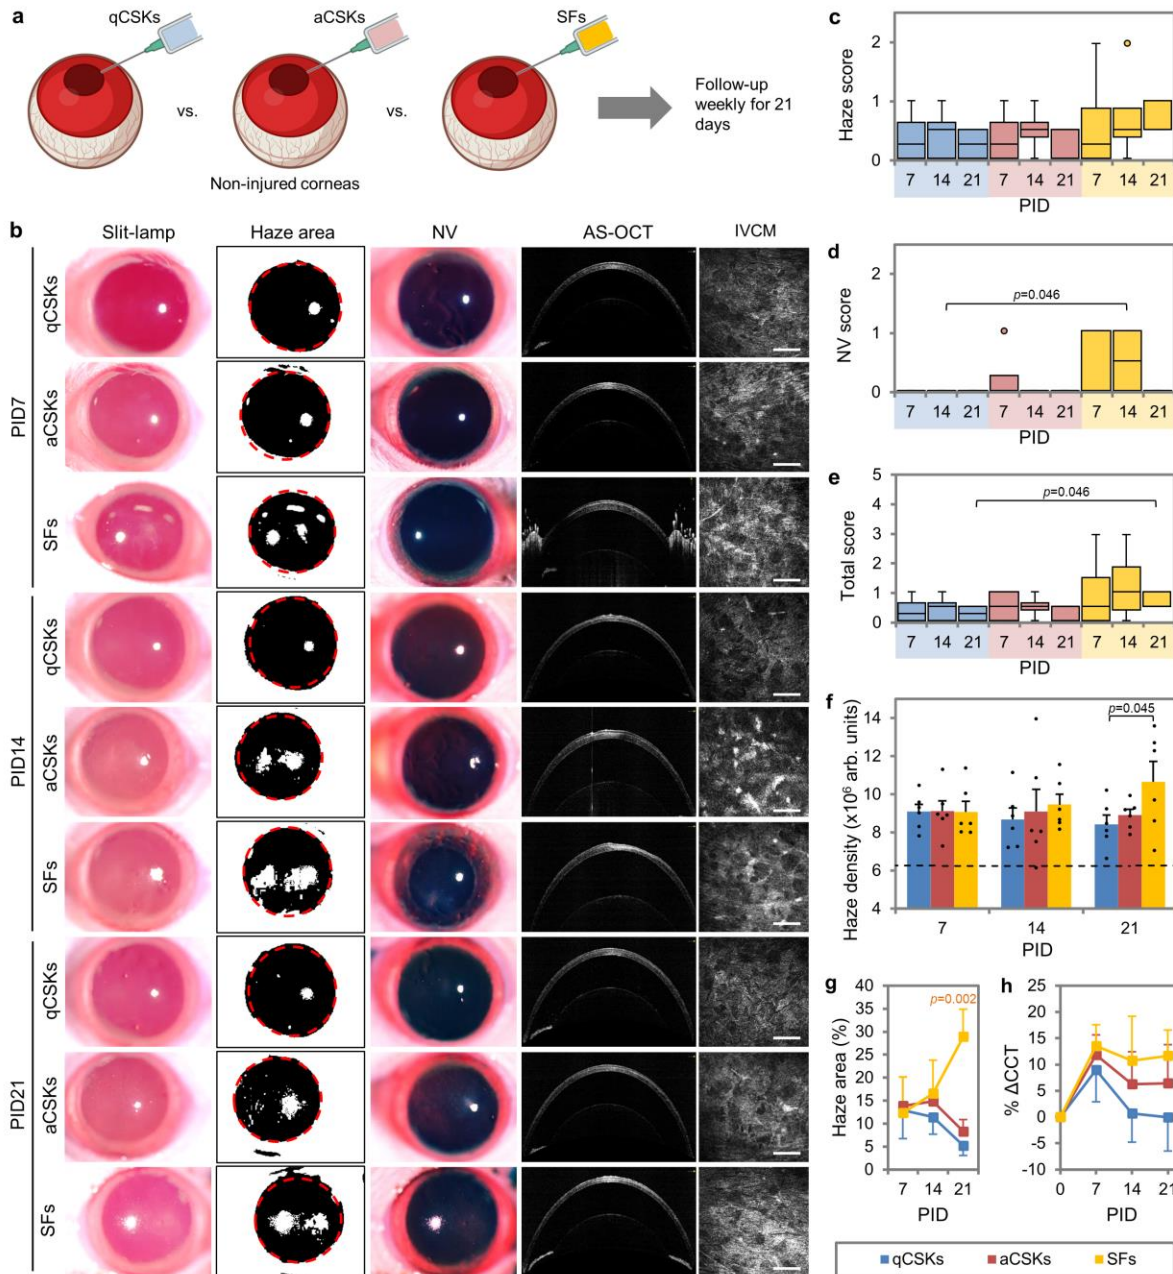 a
qCSKs
aCSKs
SFs
vs.
vs.
Follow-up
weekly for 21
days
Non-injured corneas
b
Slit-lamp
Haze area
NV
AS-OCT
IVCM
PID7
qCSKs
aCSKs
SFs
PID14
qCSKs
aCSKs
SFs
PID21
qCSKs
aCSKs
SFs
c
Haze score
2
1
0
7 14 21 7 14 21 7 14 21
PID
d
NV score
2
1
0
p=0.046
7 14 21 7 14 21 7 14 21
PID
e
Total score
5
4
3
2
1
0
p=0.046
7 14 21 7 14 21 7 14 21
PID
f
Haze density (x10⁶ arb. units)
14
12
10
8
6
4
p=0.045
7 14 21
PID
g
Haze area (%)
40
35
30
25
20
15
10
5
0
p=0.002
7 14 21
PID
h
% ΔCCT
25
20
15
10
5
0
-5
-10
0 7 14 21
PID
qCSKs aCSKs SFs